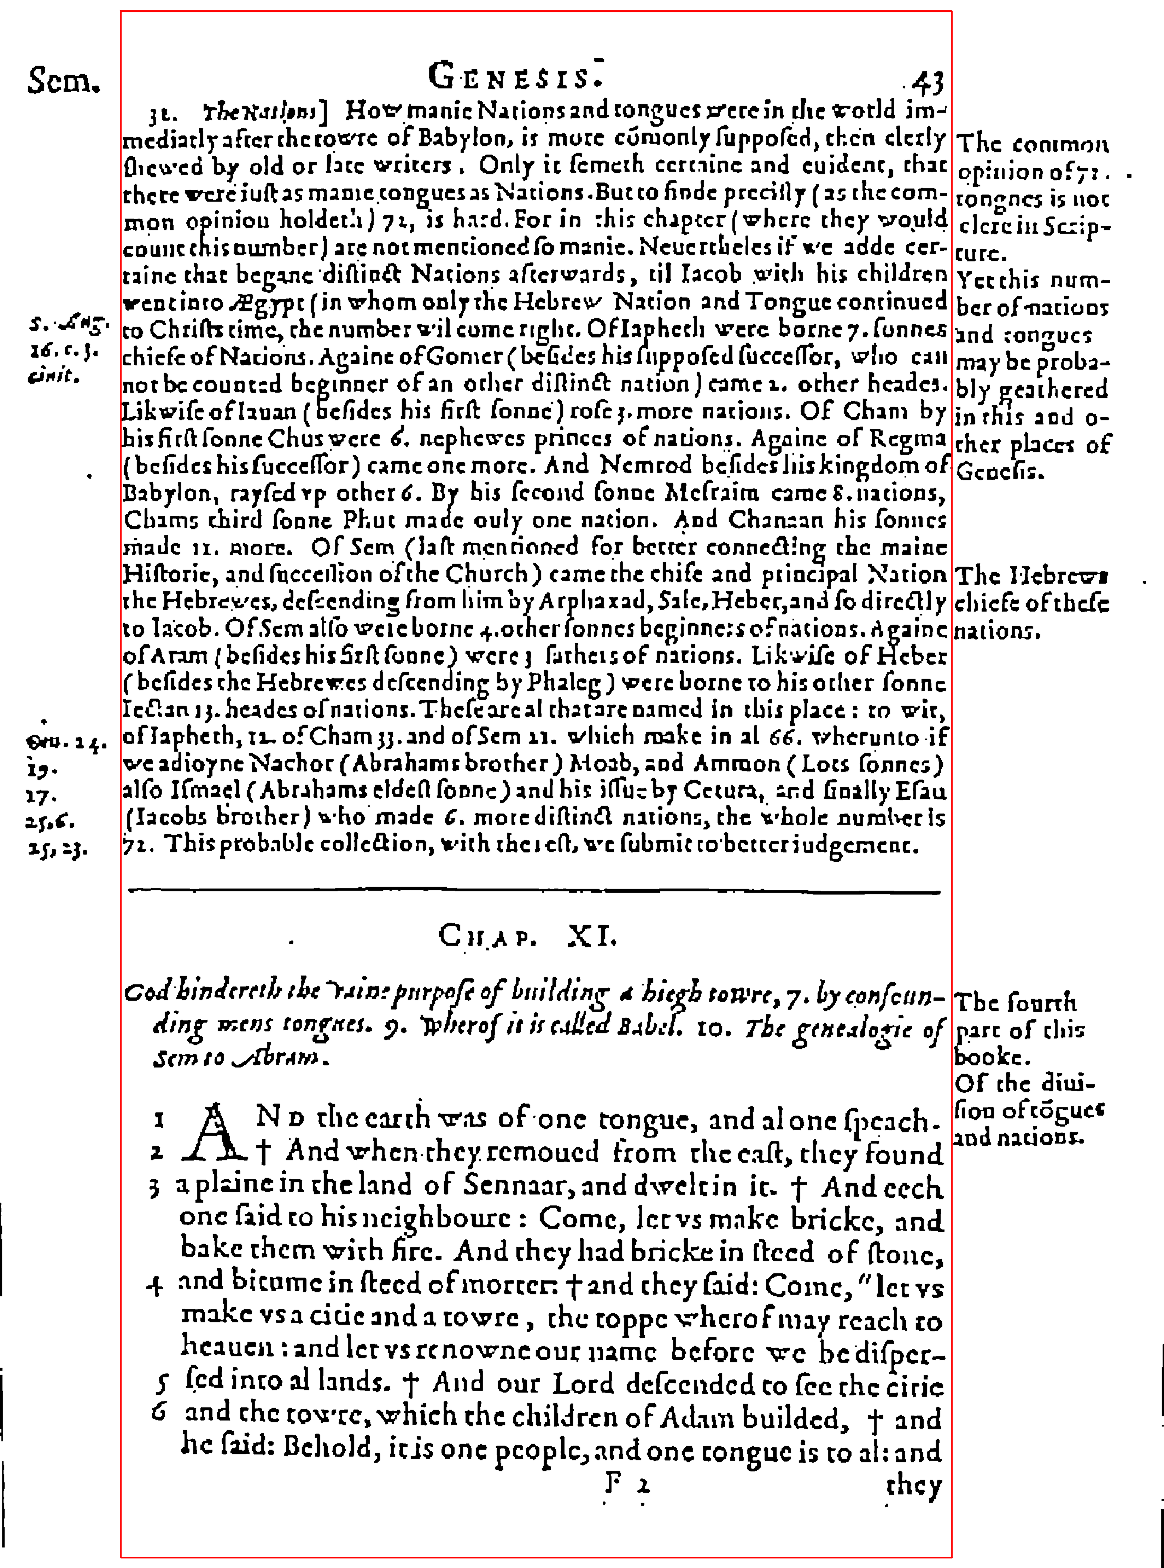 Sem.
GENESIS.
43
31. The Nations] How manie Nations and tongues were in the world im-
mediatly after the towre of Babylon, is more cōmonly supposed, then clerly
shewed by old or late writers. Only it semeth certaine and euident, that
there were iust as manie tongues as Nations. But to finde precisly (as the com-
mon opinion holdeth) 72, is hard. For in this chapter (where they would
count this number) are not mentioned so manie. Neuertheles if we adde cer-
taine that begane distinct Nations afterwards, til Iacob with his children
went into Ægypt (in whom only the Hebrew Nation and Tongue continued
to Christs time, the number wil come right. Of Iapheth were borne 7. sonnes
chiefe of Nations. Againe of Gomer (besides his supposed successor, who can
not be counted beginner of an other distinct nation) came 2. other heades.
Likwise of Iauan (besides his first sonne) rose 3. more nations. Of Cham by
his first sonne Chus were 6. nephewes princes of nations. Againe of Regma
(besides his successor) came one more. And Nemrod besides his kingdom of
Babylon, raysed vp other 6. By his second sonne Mesraim came 8. nations,
Chams third sonne Phut made only one nation. And Chanaan his sonnes
made 11. more. Of Sem (last mentioned for better connecting the maine
Historie, and succession of the Church) came the chife and principal Nation
the Hebrewes, descending from him by Arphaxad, Sale, Heber, and so directly
to Iacob. Of Sem also were borne 4. other sonnes beginners of nations. Againe
of Aram (besides his first sonne) were 3 fathers of nations. Likwise of Heber
(besides the Hebrewes descending by Phaleg) were borne to his other sonne
Iectan 13. heades of nations. These are al that are named in this place: to wit,
of Iapheth, 12. of Cham 33. and of Sem 21. which make in al 66. wherunto if
we adioyne Nachor (Abrahams brother) Moab, and Ammon (Lots sonnes)
also Ismael (Abrahams eldest sonne) and his issue by Cetura, and finally Esau
(Iacobs brother) who made 6. more distinct nations, the whole number is
72. This probable collection, with the rest, we submit to better iudgement.
S. Aug.
16. c. 3.
ciuit.
Gen. 24.
19.
17.
25,6.
25,23.
The common
opinion of 72.
tongues is not
clere in Scrip-
ture.
Yet this num-
ber of nations
and tongues
may be proba-
bly geathered
in this and o-
ther places of
Genesis.
The Hebrews
chiefe of these
nations.
CHAP. XI.
God hindereth the vaine purpose of building a hiegh towre, 7. by confoun-
ding mens tongues. 9. Wherof it is called Babel. 10. The genealogie of
Sem to Abram.
The fourth
part of this
booke.
Of the diui-
sion of tōgues
and nations.
1 AND the earth was of one tongue, and al one speach.
2 † And when they remoued from the east, they found
3 a plaine in the land of Sennaar, and dwelt in it. † And eech
one said to his neighboure: Come, let vs make bricke, and
bake them with fire. And they had bricke in steed of stone,
4 and bitume in steed of morter: † and they said: Come, "let vs
make vs a citie and a towre, the toppe wherof may reach to
heauen: and let vs renowne our name before we be disper-
5 sed into al lands. † And our Lord descended to see the citie
6 and the towre, which the children of Adam builded, † and
he said: Behold, it is one people, and one tongue is to al: and
F 2
they